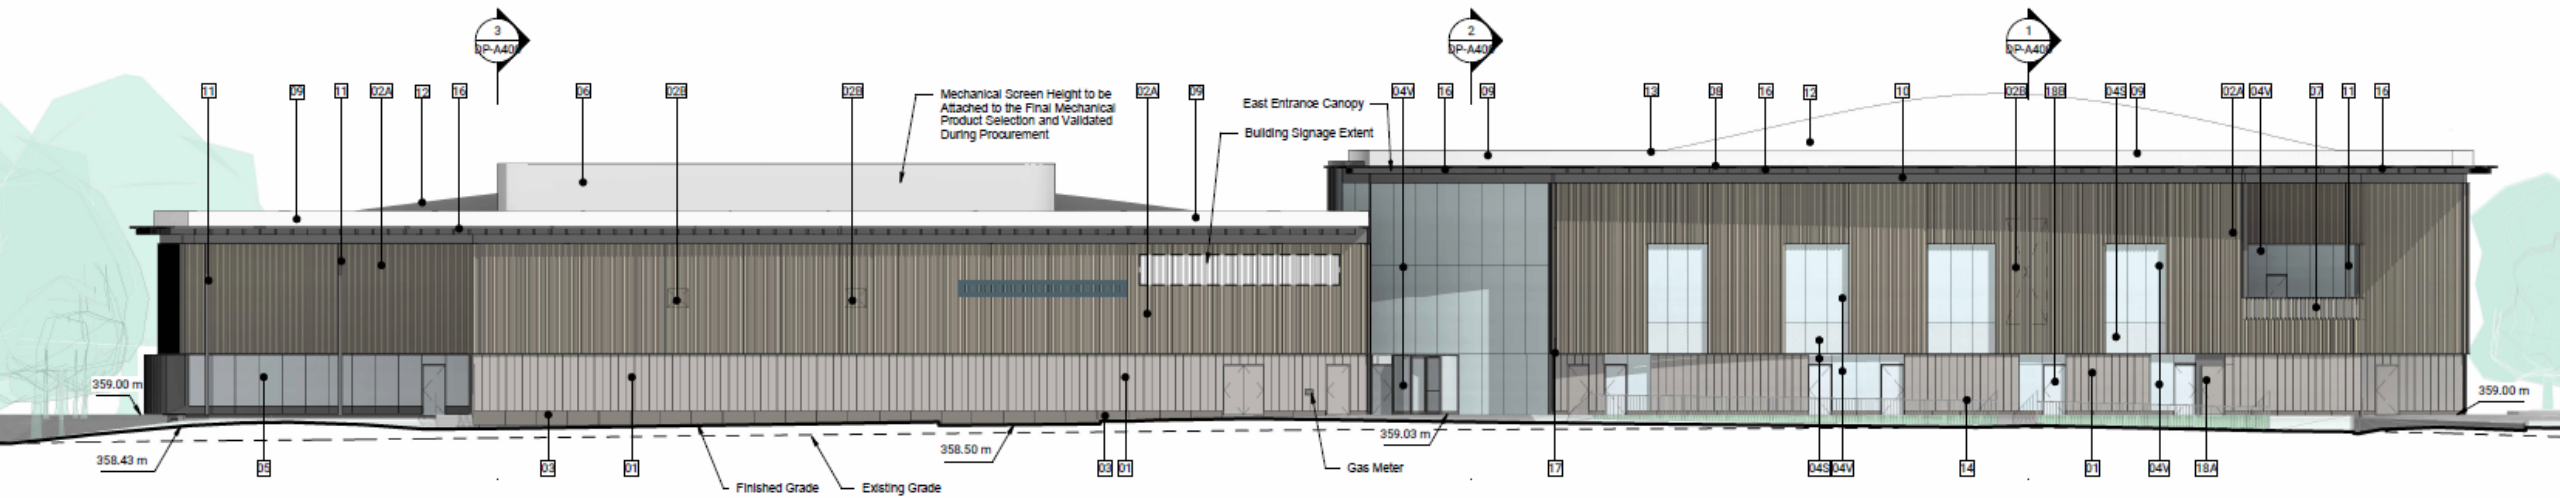 3
DP-A400
2
DP-A400
1
DP-A400
11
09
11
02A
12
16
06
02B
02B
Mechanical Screen Height to be
Attached to the Final Mechanical
Product Selection and Validated
During Procurement
02A
09
East Entrance Canopy
Building Signage Extent
04V
16
09
13
08
16
12
10
02B
18B
04S
09
02A
04V
07
11
16
359.00 m
359.00 m
358.43 m
05
03
01
358.50 m
03
01
359.03 m
Gas Meter
17
04S
04V
14
01
04V
18A
Finished Grade
Existing Grade